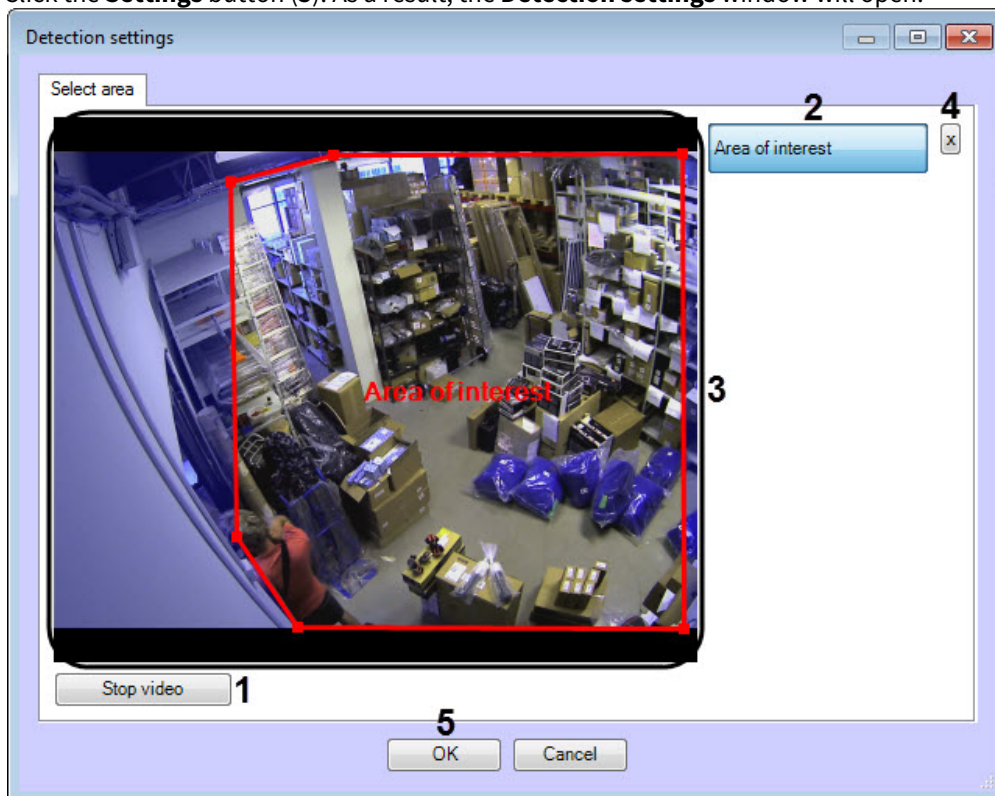 Click the Settings button (3). As a result, the Detection settings window will open.
Detection settings
Select area
2
4
Area of interest
x
Area of interest
3
Stop video
1
5
OK
Cancel